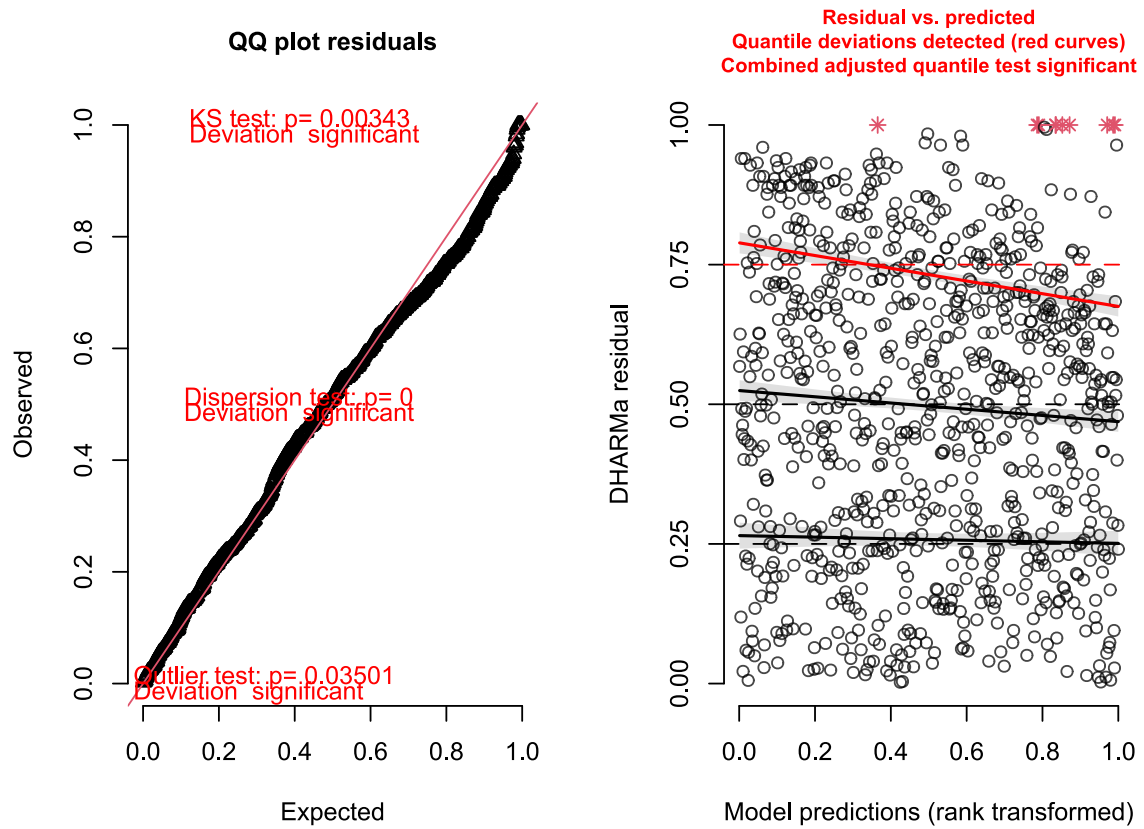 QQ plot residuals
KS test: p= 0.00343
Deviation  significant
Dispersion test: p= 0
Deviation  significant
Outlier test: p= 0.03501
Deviation  significant
Observed
0.0 0.2 0.4 0.6 0.8 1.0
0.0 0.2 0.4 0.6 0.8 1.0
Expected
Residual vs. predicted
Quantile deviations detected (red curves)
Combined adjusted quantile test significant
DHARMa residual
0.00 0.25 0.50 0.75 1.00
0.0 0.2 0.4 0.6 0.8 1.0
Model predictions (rank transformed)